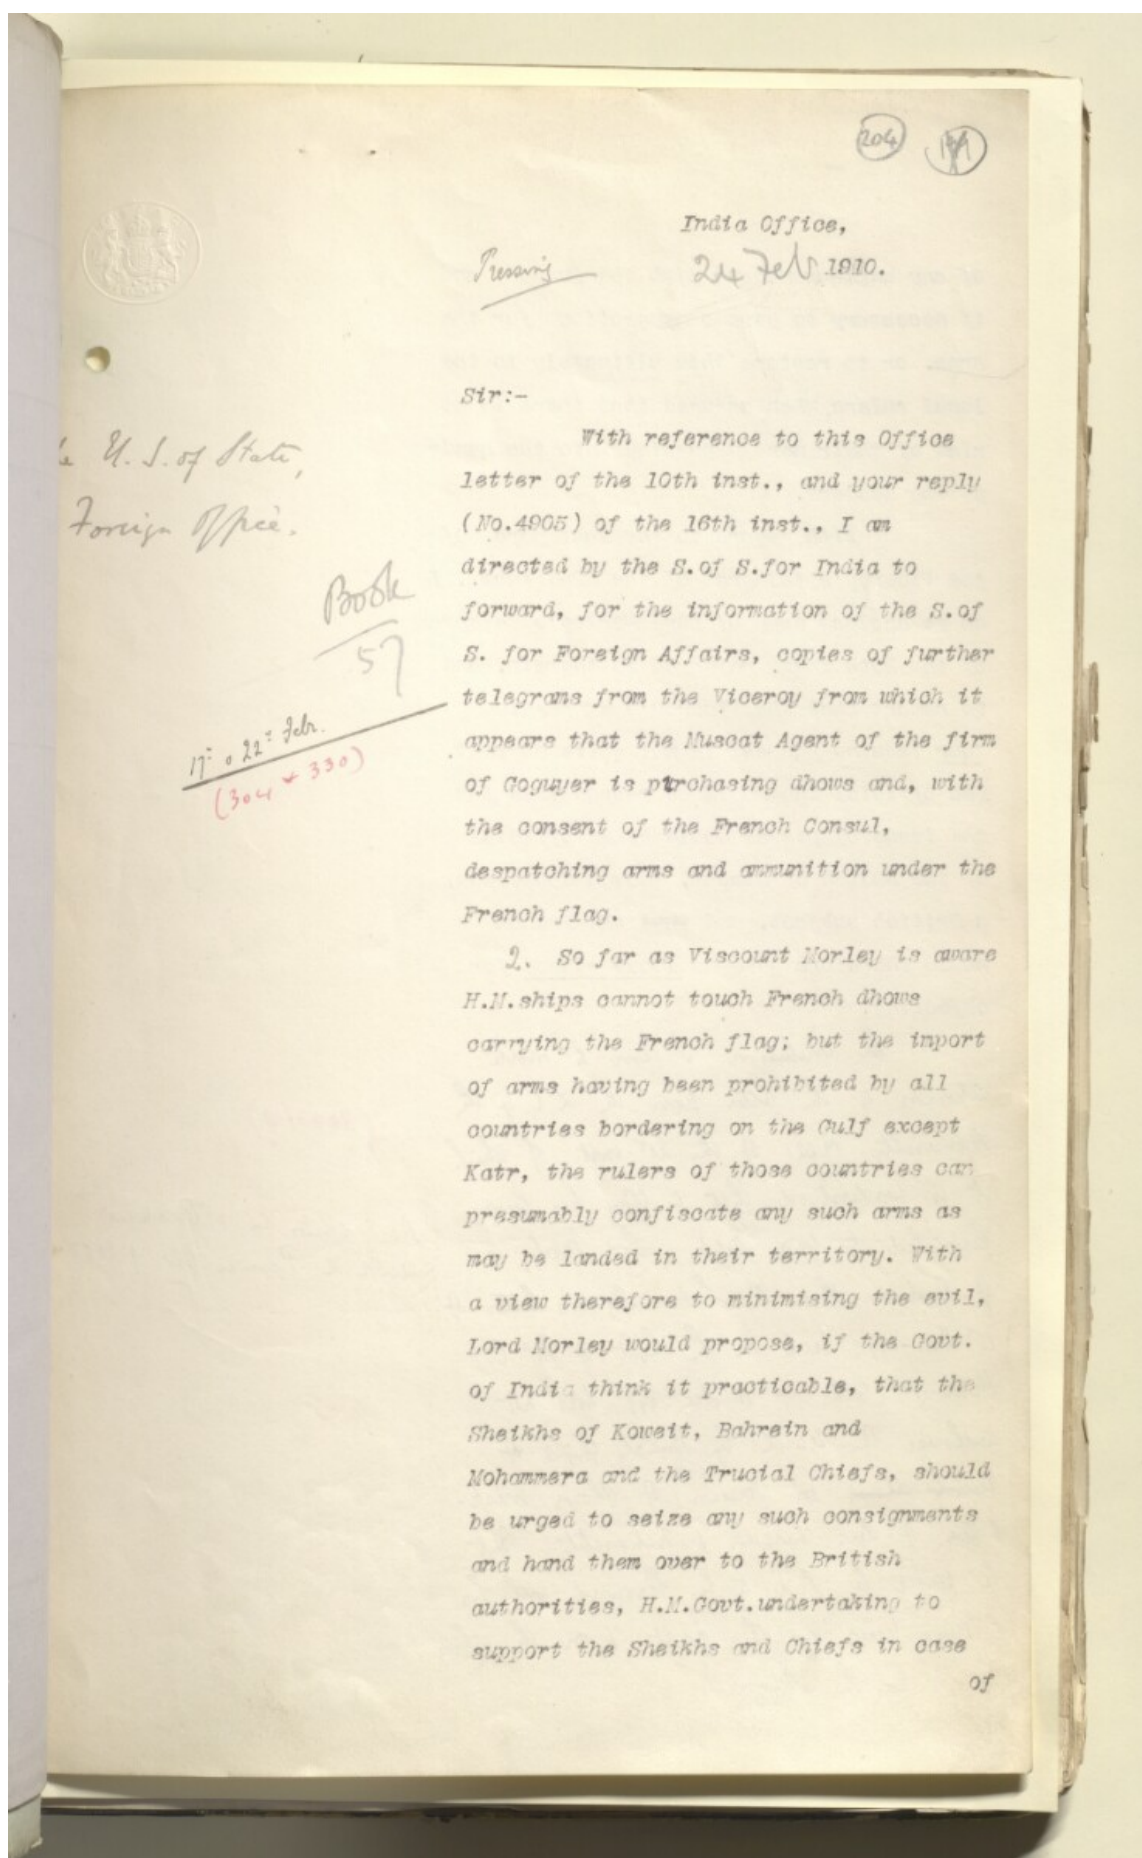 204
India Office,
Pressing
24 Feb 1910.
Sir:-
U. S. of State,
Foreign Office.
Book
57
17th & 22nd Febr.
(304 & 330)
With reference to this Office
letter of the 10th inst., and your reply
(No.4905) of the 16th inst., I am
directed by the S.of S.for India to
forward, for the information of the S.of
S. for Foreign Affairs, copies of further
telegrams from the Viceroy from which it
appears that the Muscat Agent of the firm
of Goguyer is purchasing dhows and, with
the consent of the French Consul,
despatching arms and ammunition under the
French flag.
2. So far as Viscount Morley is aware
H.M.ships cannot touch French dhows
carrying the French flag; but the import
of arms having been prohibited by all
countries bordering on the Gulf except
Katr, the rulers of those countries can
presumably confiscate any such arms as
may be landed in their territory. With
a view therefore to minimising the evil,
Lord Morley would propose, if the Govt.
of India think it practicable, that the
Sheikhs of Koweit, Bahrein and
Mohammera and the Trucial Chiefs, should
be urged to seize any such consignments
and hand them over to the British
authorities, H.M.Govt.undertaking to
support the Sheikhs and Chiefs in case
of